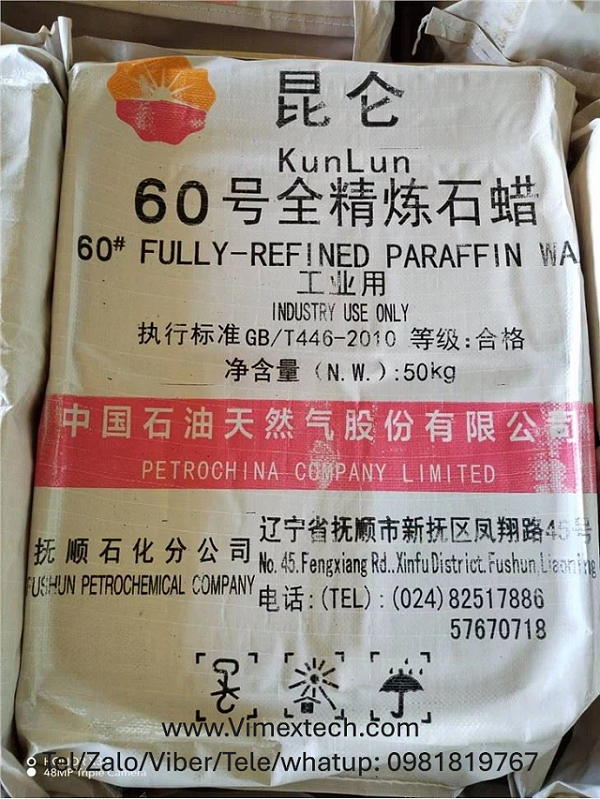 昆仑
KunLun
60号全精炼石蜡
60# FULLY-REFINED PARAFFIN WA
工业用
INDUSTRY USE ONLY
执行标准GB/T446-2010 等级:合格
净含量 (N.W.):50kg
中国石油天然气股份有限公司
PETROCHINA COMPANY LIMITED
抚顺石化分公司
FUSHUN PETROCHEMICAL COMPANY
辽宁省抚顺市新抚区凤翔路45号
No.45.Fengxiang Rd.,Xinfu District.Fushun,Liaoning
电话:(TEL):(024)82517886
57670718
www.Vimextech.com
Tel/Zalo/Viber/Tele/whatup: 0981819767
48MP Triple Camera